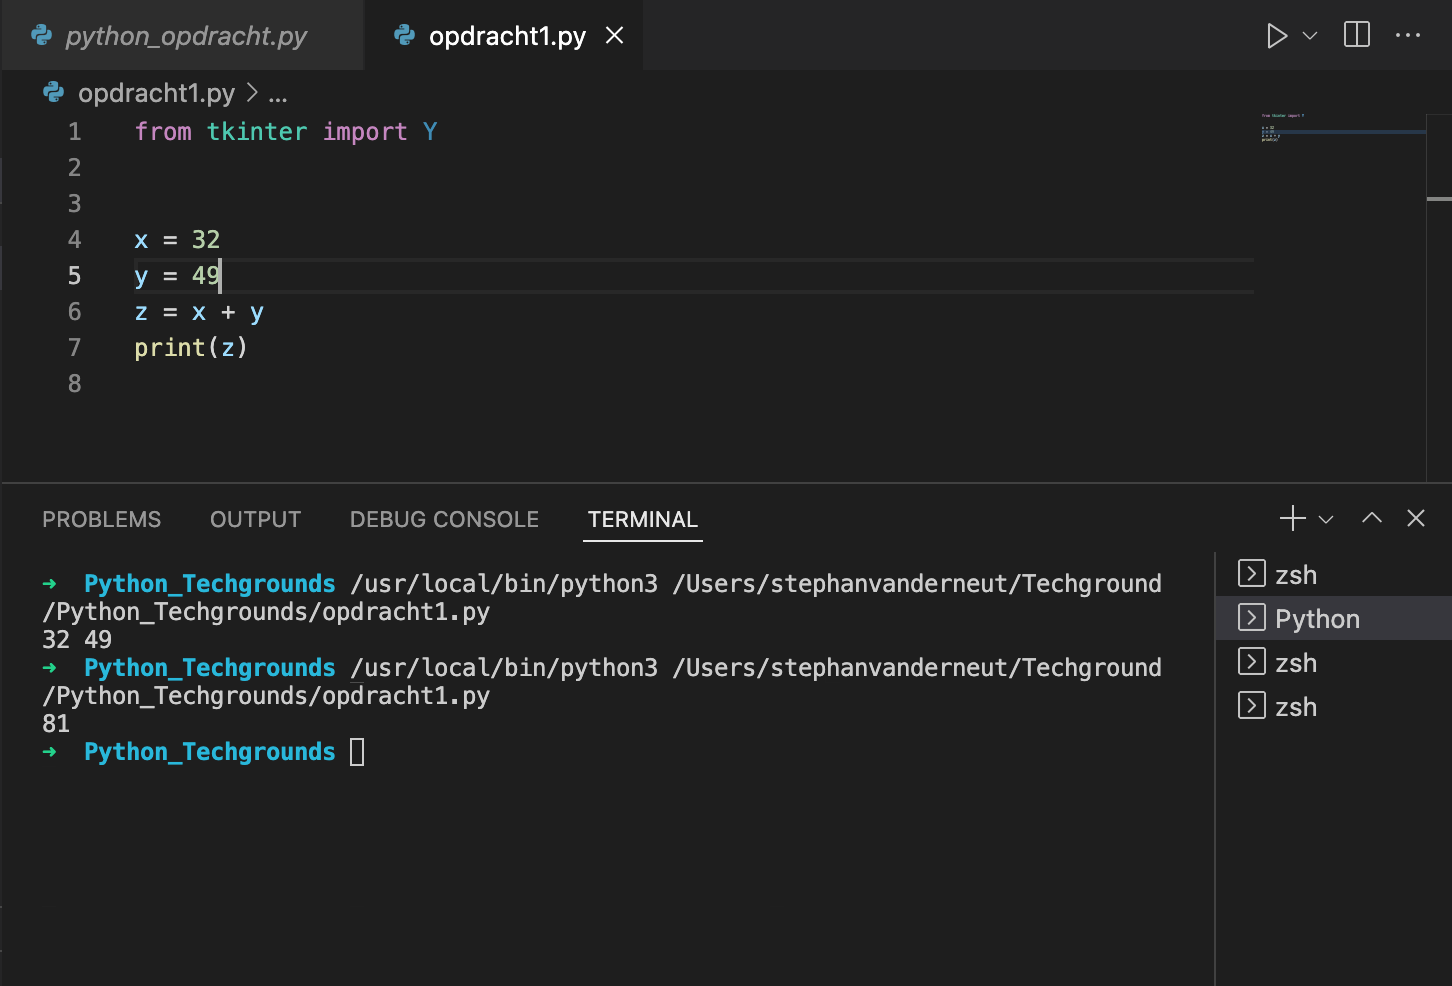 python_opdracht.py opdracht1.py
opdracht1.py > ...
1 from tkinter import Y
2
3
4 x = 32
5 y = 49
6 z = x + y
7 print(z)
8
PROBLEMS OUTPUT DEBUG CONSOLE TERMINAL
→ Python_Techgrounds /usr/local/bin/python3 /Users/stephanvanderneut/Techground
/Python_Techgrounds/opdracht1.py
32 49
→ Python_Techgrounds /usr/local/bin/python3 /Users/stephanvanderneut/Techground
/Python_Techgrounds/opdracht1.py
81
→ Python_Techgrounds
zsh
Python
zsh
zsh